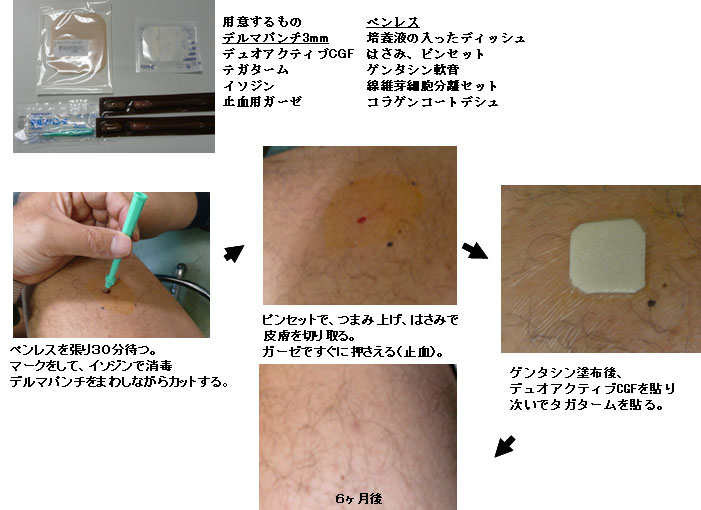 用意するもの
デルマパンチ3mm
デュオアクティブCGF
テガターム
イソジン
止血用ガーゼ
ペンレス
培養液の入ったディッシュ
はさみ、ピンセット
ゲンタシン軟音
線維芽細胞分離セット
コラゲンコートデシュ
デルマパンチ
ペンレスを張り30分待つ。
マークをして、イソジンで消毒
デルマパンチをまわしながらカットする。
ピンセットで、つまみ上げ、はさみで
皮膚を切り取る。
ガーゼですぐに押さえる(止血)。
ゲンタシン塗布後、
デュオアクティブCGFを貼り
次いでタガタームを貼る。
6ヶ月後